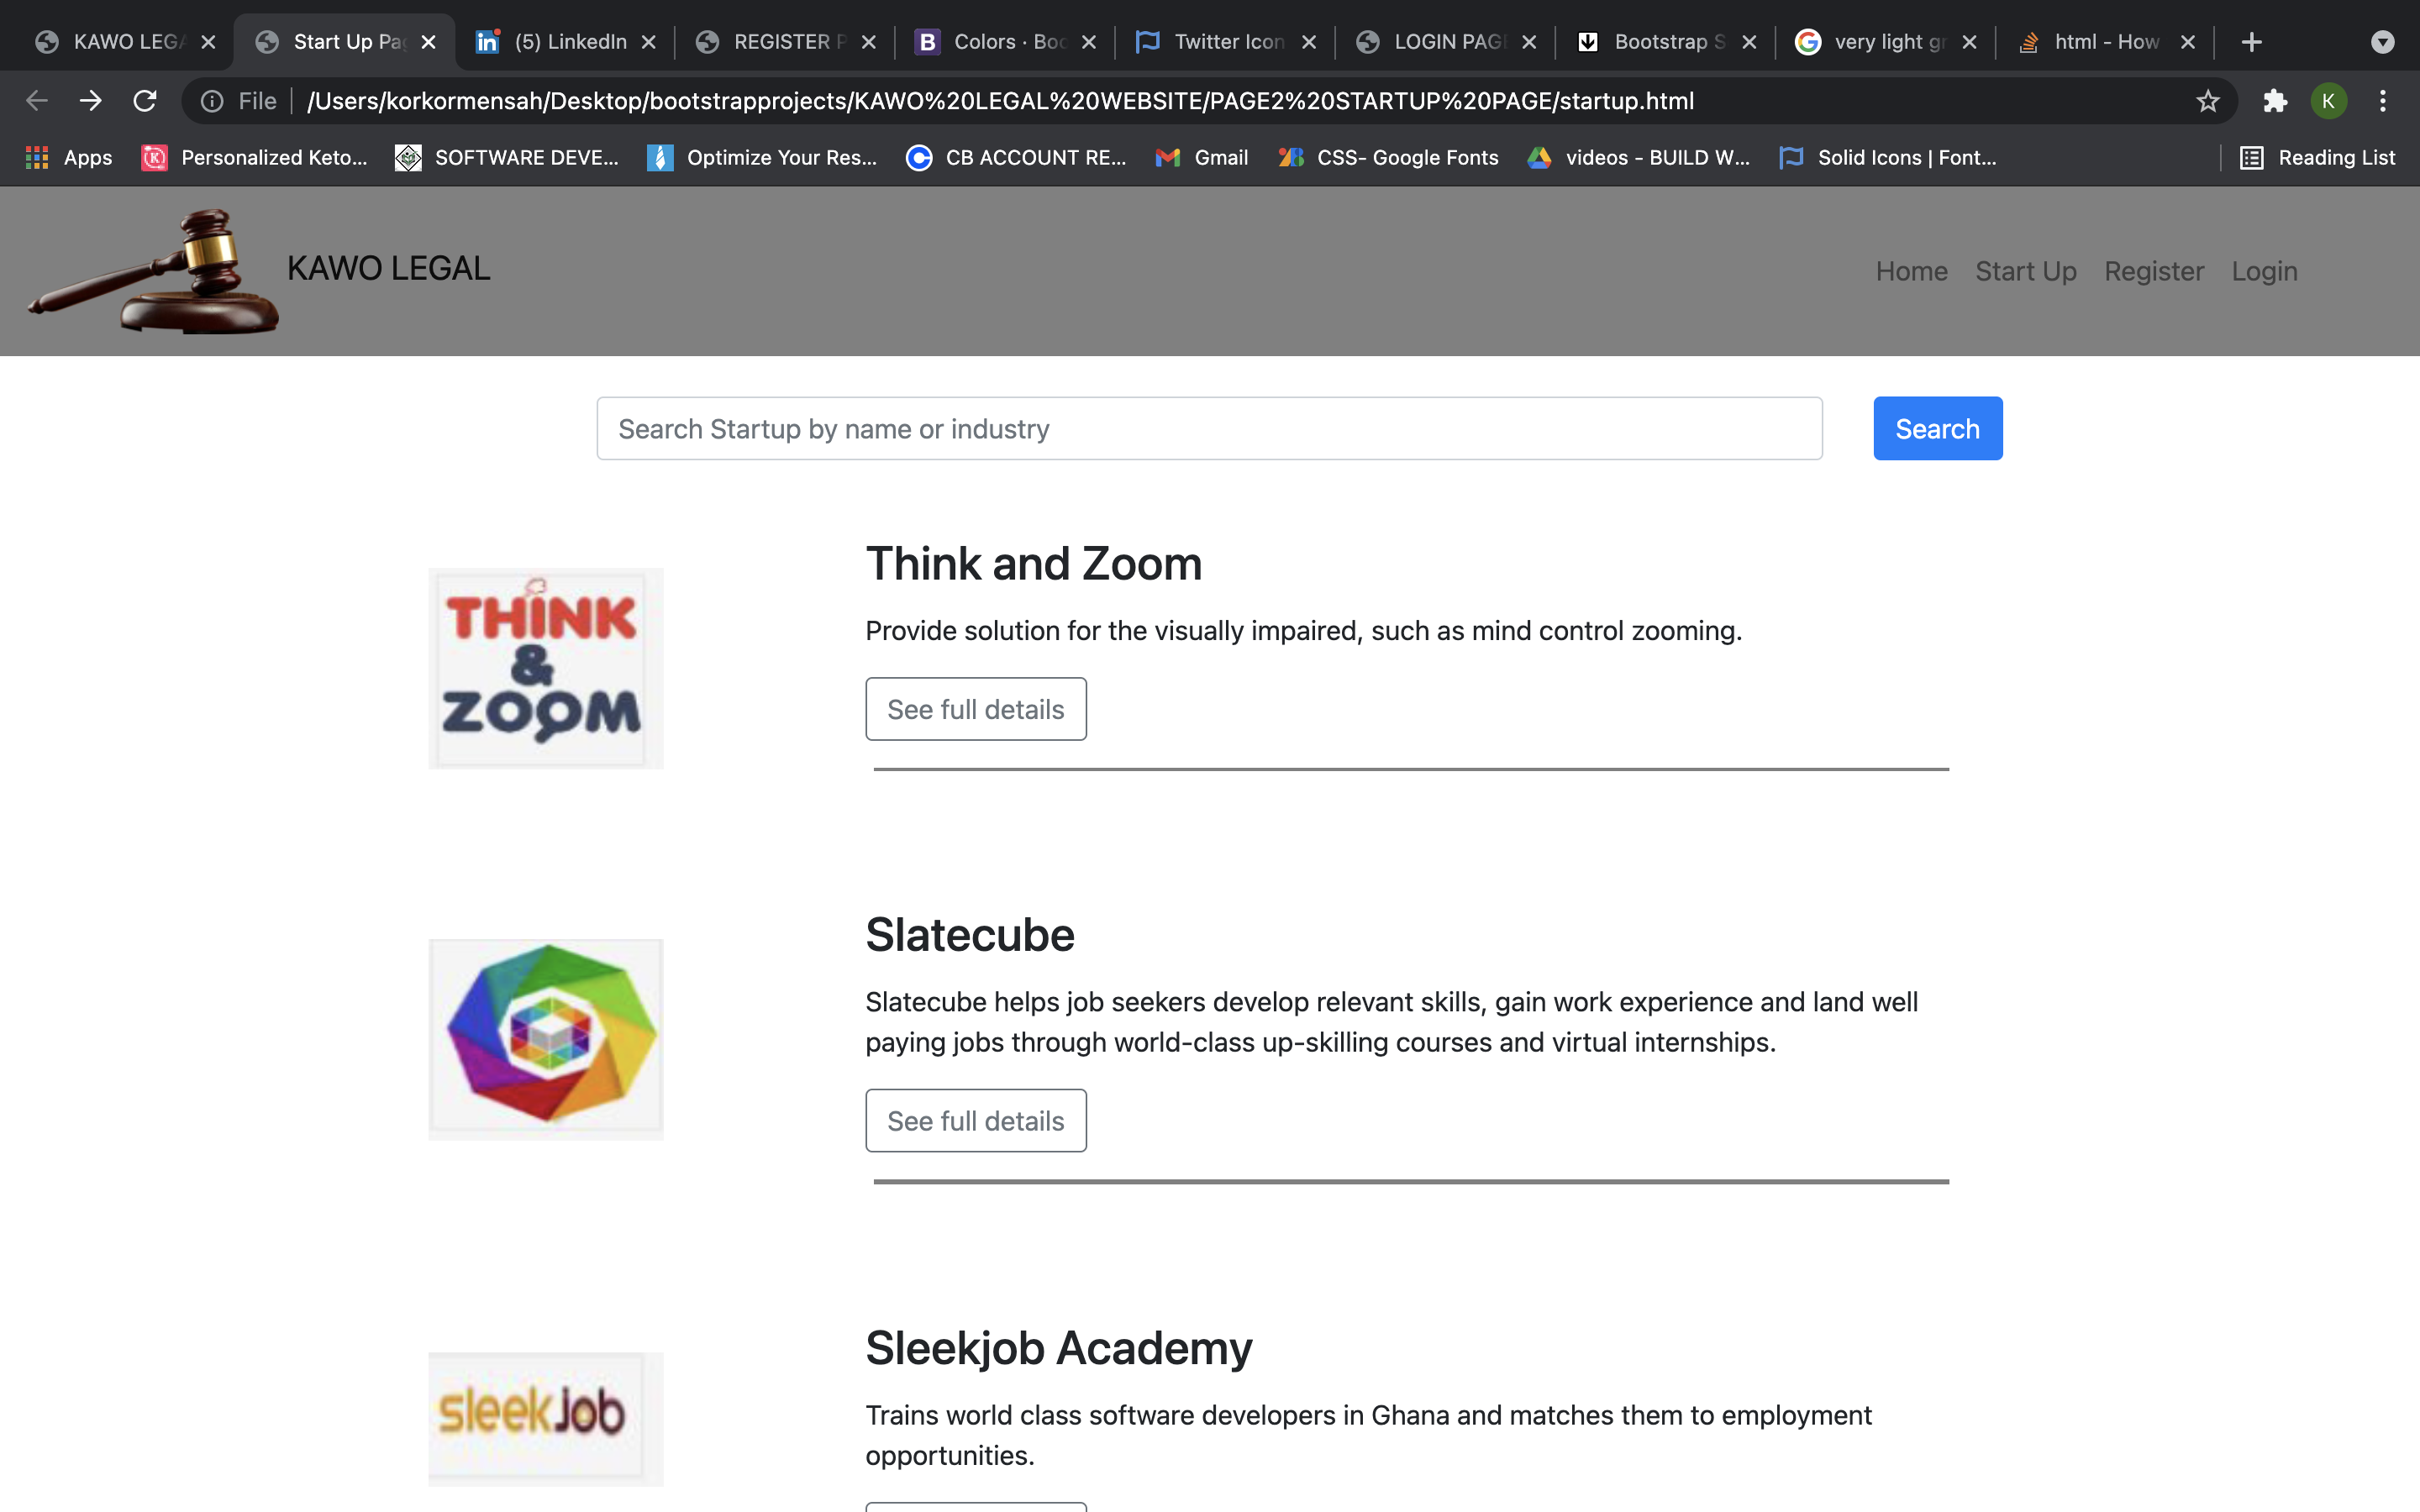 KAWO LEGA
Start Up Pag
(5) LinkedIn
REGISTER P
Colors · Boo
Twitter Icon
LOGIN PAGE
Bootstrap S
very light gr
html - How
File
/Users/korkormensah/Desktop/bootstrapprojects/KAWO%20LEGAL%20WEBSITE/PAGE2%20STARTUP%20PAGE/startup.html
K
Apps
Personalized Keto...
SOFTWARE DEVE...
Optimize Your Res...
CB ACCOUNT RE...
Gmail
CSS- Google Fonts
videos - BUILD W...
Solid Icons | Font...
Reading List
KAWO LEGAL
Home
Start Up
Register
Login
Search Startup by name or industry
Search
THINK
&
ZOOM
Think and Zoom
Provide solution for the visually impaired, such as mind control zooming.
See full details
Slatecube
Slatecube helps job seekers develop relevant skills, gain work experience and land well
paying jobs through world-class up-skilling courses and virtual internships.
See full details
sleekjob
Sleekjob Academy
Trains world class software developers in Ghana and matches them to employment
opportunities.